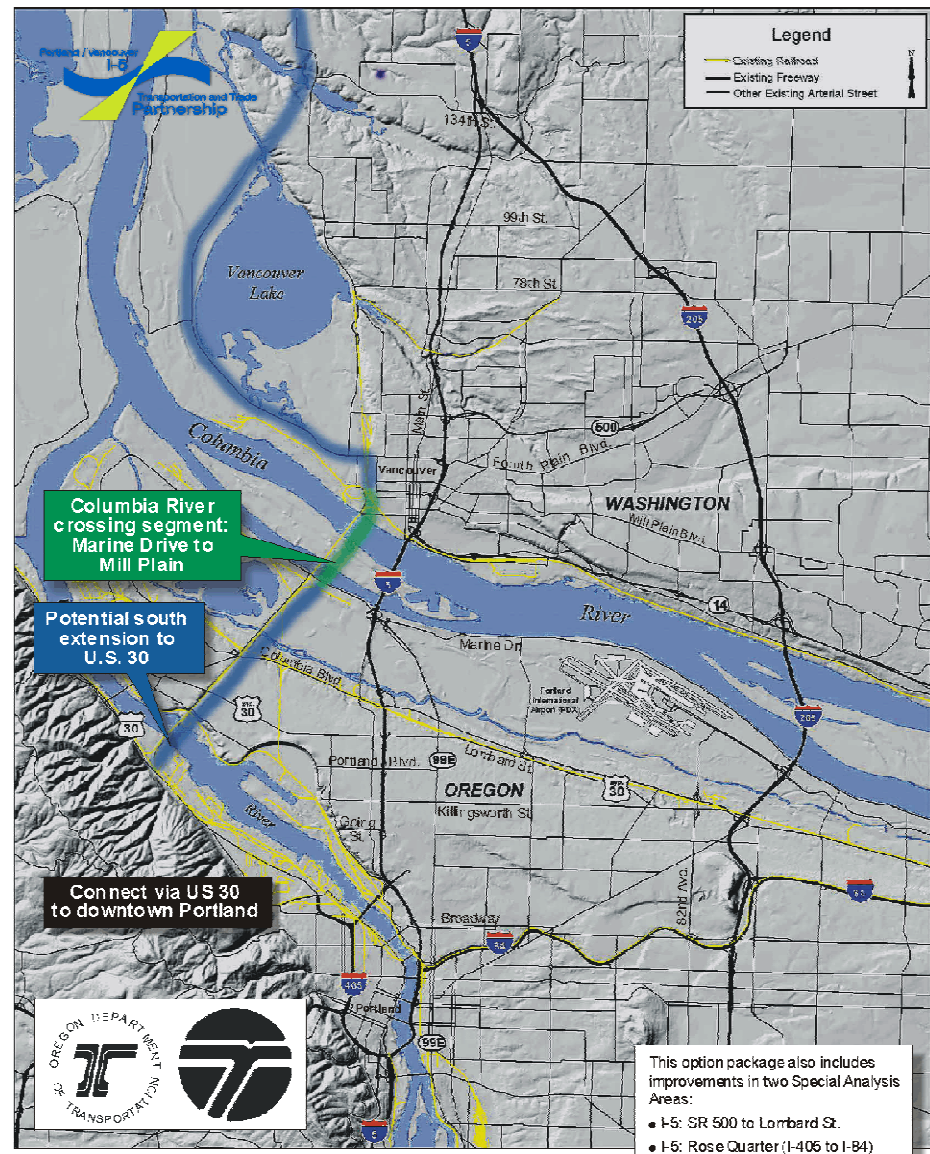 Portland / Vancouver
I-5
Transportation and Trade
Partnership
Legend
N
Existing Railroad
Existing Freeway
Other Existing Arterial Street
5
134TH ST.
99th St.
78th St.
Vancouver
Lake
205
Main St.
500
Fourth Plain Blvd.
Columbia
Vancouver
WASHINGTON
Mill Plain Blvd.
Columbia River
crossing segment:
Marine Drive to
Mill Plain
5
14
River
Potential south
extension to
U.S. 30
Marine Dr.
Columbia Blvd.
Portland
International
Airport (PDX)
30
30
205
Portland Blvd.
99E
Lombard St.
30
OREGON
Killingsworth St.
River
Going
St.
Connect via US 30
to downtown Portland
82nd Ave.
84
Broadway
84
405
Portland
99E
5
OREGON DEPARTMENT
OF TRANSPORTATION
This option package also includes
improvements in two Special Analysis
Areas:
• I-5: SR 500 to Lombard St.
• I-5: Rose Quarter (I-405 to I-84)